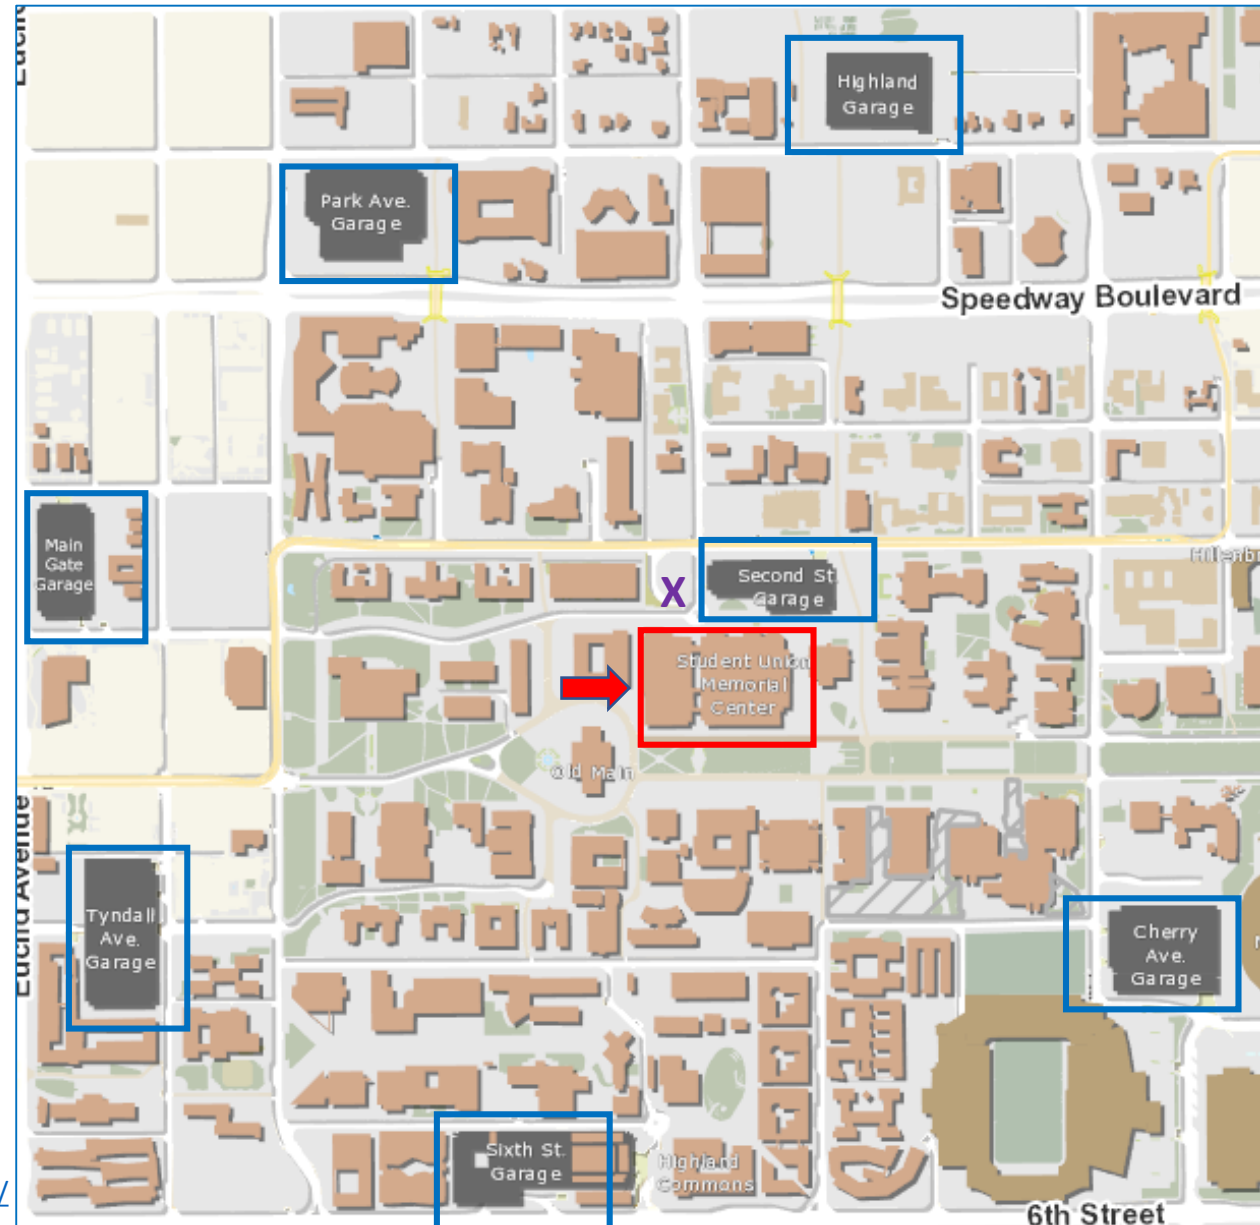 Highland
Garage
Park Ave.
Garage
Speedway Boulevard
Main
Gate
Garage
Second St.
Garage
X
Student Union
Memorial
Center
Old Main
Euclid Avenue
Tyndall
Ave.
Garage
Cherry
Ave.
Garage
Sixth St.
Garage
Highland
Commons
6th Street
/